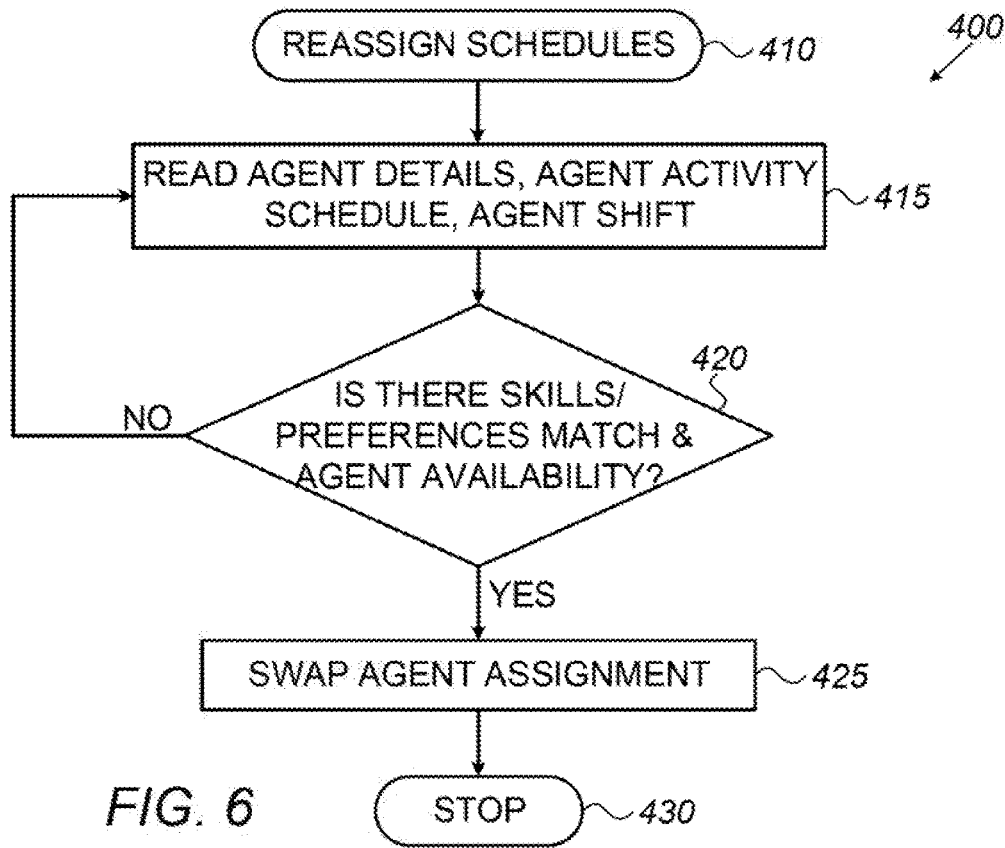 REASSIGN SCHEDULES
410
400
READ AGENT DETAILS, AGENT ACTIVITY
SCHEDULE, AGENT SHIFT
415
420
IS THERE SKILLS/
PREFERENCES MATCH &
AGENT AVAILABILITY?
NO
YES
SWAP AGENT ASSIGNMENT
425
FIG. 6
STOP
430